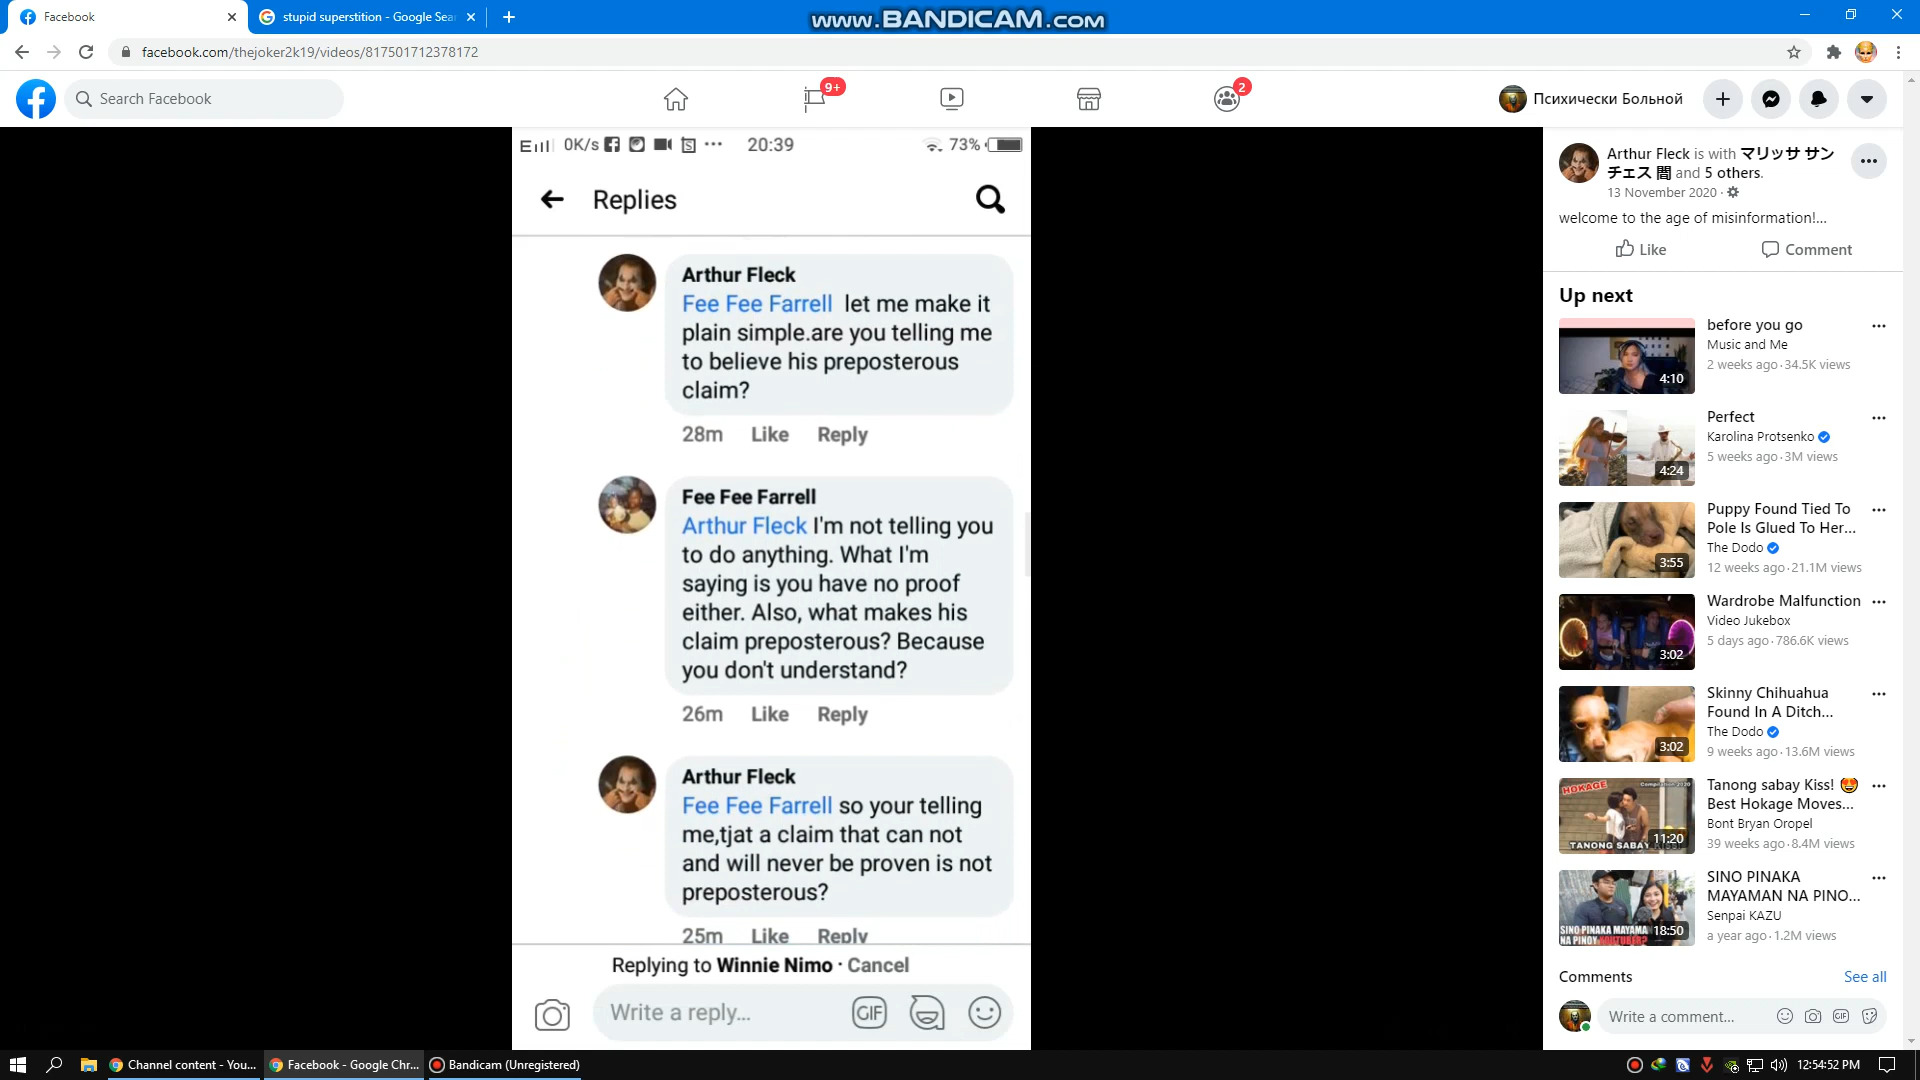 Facebook
stupid superstition - Google Sear
www.BANDICAM.com
facebook.com/thejoker2k19/videos/817501712378172
Search Facebook
9+
2
Психически Больной
0K/s
20:39
73%
Replies
Arthur Fleck
Fee Fee Farrell let me make it
plain simple.are you telling me
to believe his preposterous
claim?
28m Like Reply
Fee Fee Farrell
Arthur Fleck I'm not telling you
to do anything. What I'm
saying is you have no proof
either. Also, what makes his
claim preposterous? Because
you don't understand?
26m Like Reply
Arthur Fleck
Fee Fee Farrell so your telling
me,tjat a claim that can not
and will never be proven is not
preposterous?
25m Like Reply
Replying to Winnie Nimo · Cancel
Write a reply...
GIF
Arthur Fleck is with マリッサ サン
チェス 闇 and 5 others.
13 November 2020 ·
welcome to the age of misinformation!...
Like Comment
Up next
before you go
Music and Me
2 weeks ago · 34.5K views
4:10
Perfect
Karolina Protsenko
5 weeks ago · 3M views
4:24
Puppy Found Tied To
Pole Is Glued To Her...
The Dodo
12 weeks ago · 21.1M views
3:55
Wardrobe Malfunction
Video Jukebox
5 days ago · 786.6K views
3:02
Skinny Chihuahua
Found In A Ditch...
The Dodo
9 weeks ago · 13.6M views
3:02
Tanong sabay Kiss! 🤩
Best Hokage Moves...
Bont Bryan Oropel
39 weeks ago · 8.4M views
HOKAGE
Compilation 2020
TANONG SABAY
11:20
SINO PINAKA
MAYAMAN NA PINO...
Senpai KAZU
a year ago · 1.2M views
SINO PINAKA MAYAMAN
NA PINOY YOUTUBER?
18:50
Comments See all
Write a comment...
GIF
Channel content - You...
Facebook - Google Chr...
Bandicam (Unregistered)
12:54:52 PM